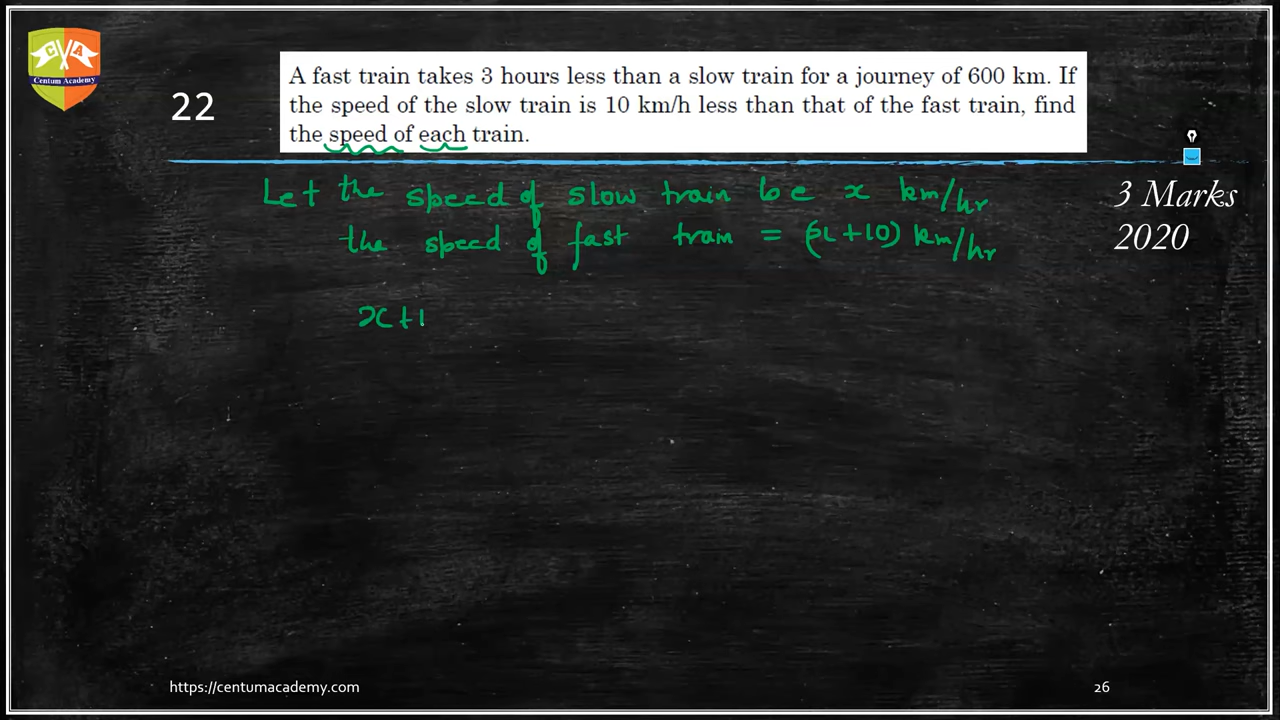 C A
Centum Academy
22
A fast train takes 3 hours less than a slow train for a journey of 600 km. If
the speed of the slow train is 10 km/h less than that of the fast train, find
the speed of each train.
3 Marks
2020
Let the speed of slow train be x km/hr
the speed of fast train = (x+10) km/hr
x+1
https://centumacademy.com
26